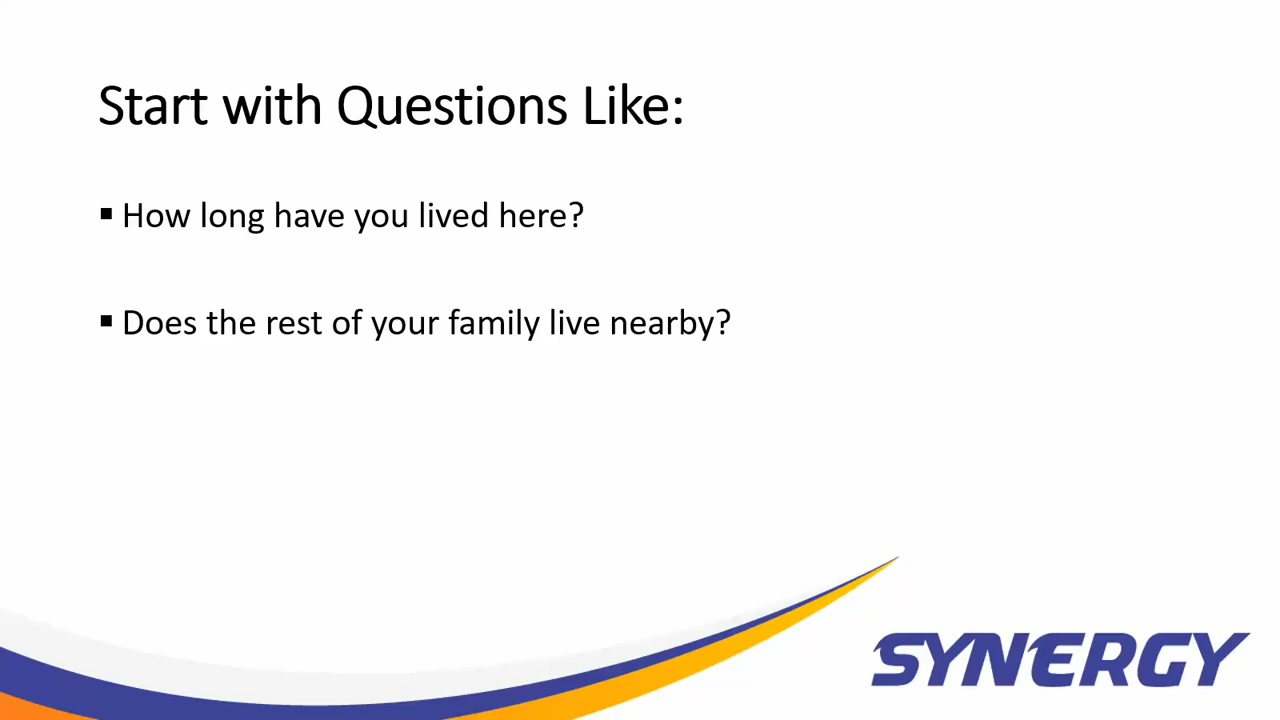 Start with Questions Like:
▪ How long have you lived here?
▪ Does the rest of your family live nearby?
SYNERGY